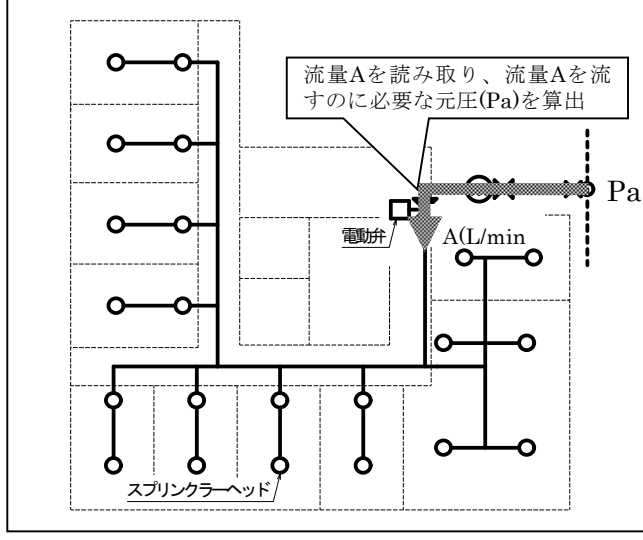 流量Aを読み取り、流量Aを流
すのに必要な元圧(Pa)を算出
Pa
電動弁
A(L/min
スプリンクラーヘッド